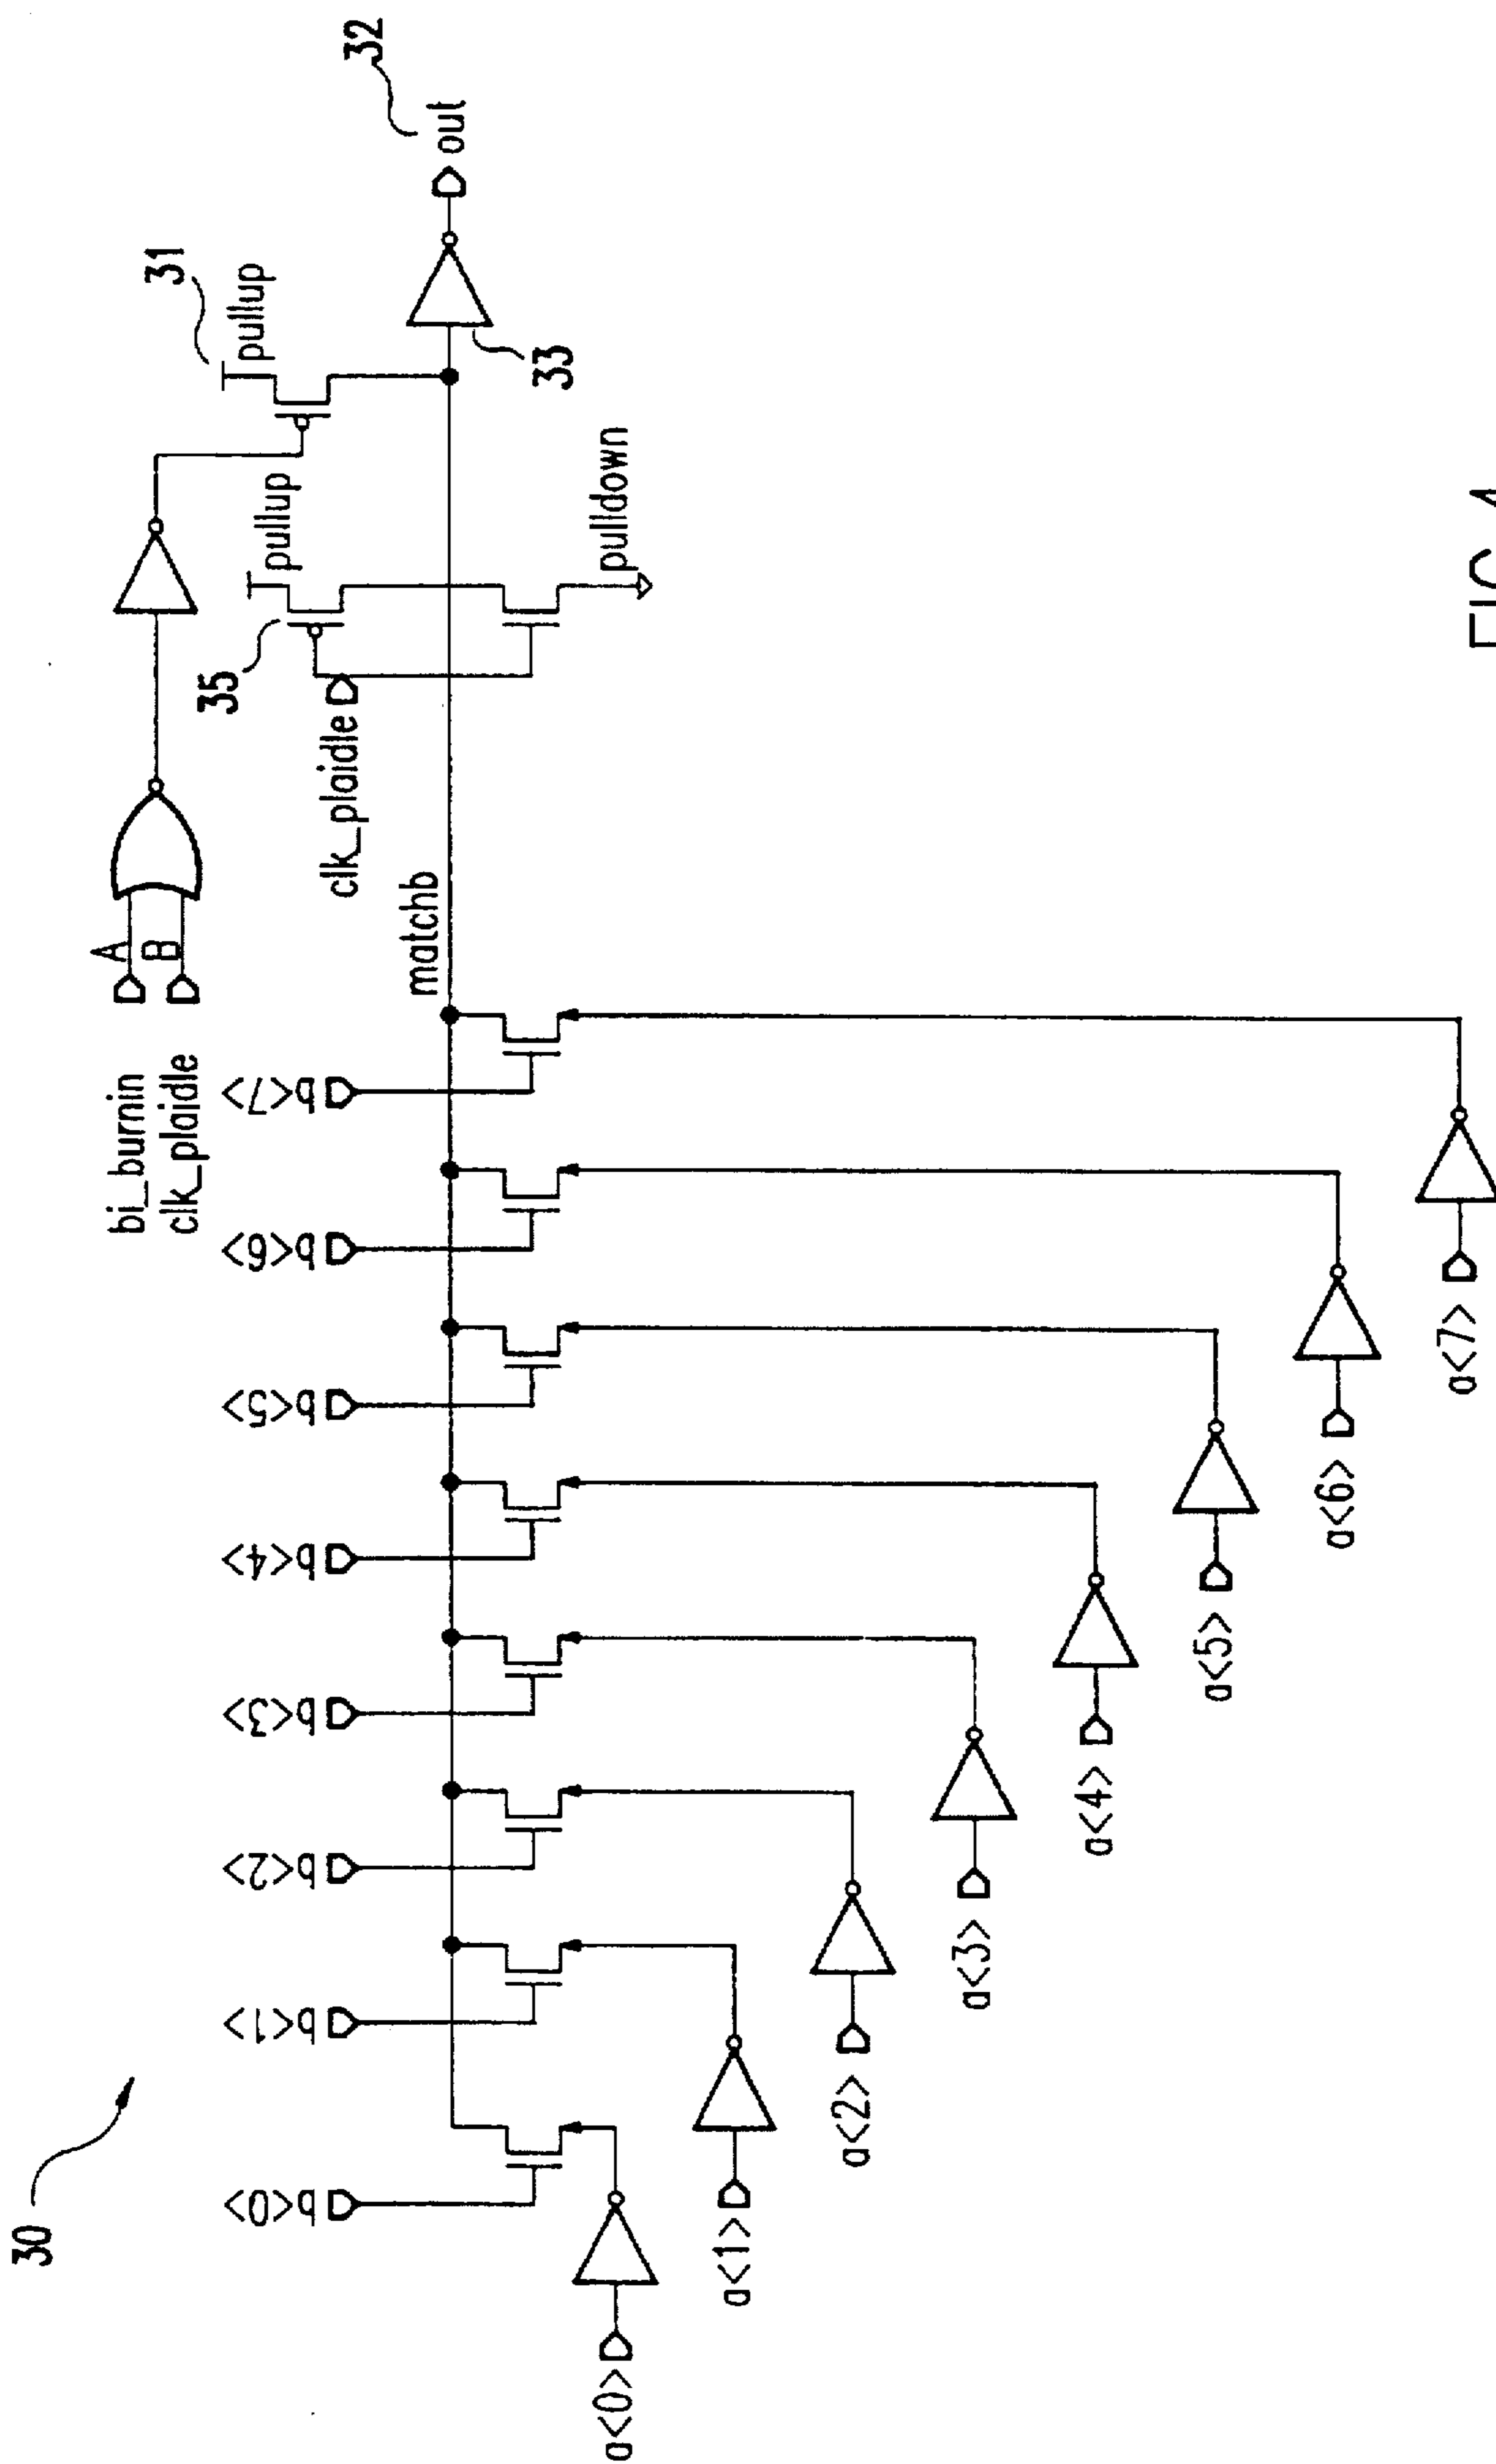 30
bi_burnin
A
clk_plaidle
B
31
pullup
35
pullup
b<0>
b<1>
b<2>
b<3>
b<4>
b<5>
b<6>
b<7>
clk_plaidle
32
matchb
out
33
pulldown
a<0>
a<1>
a<2>
a<3>
a<4>
a<5>
a<6>
a<7>
FIG